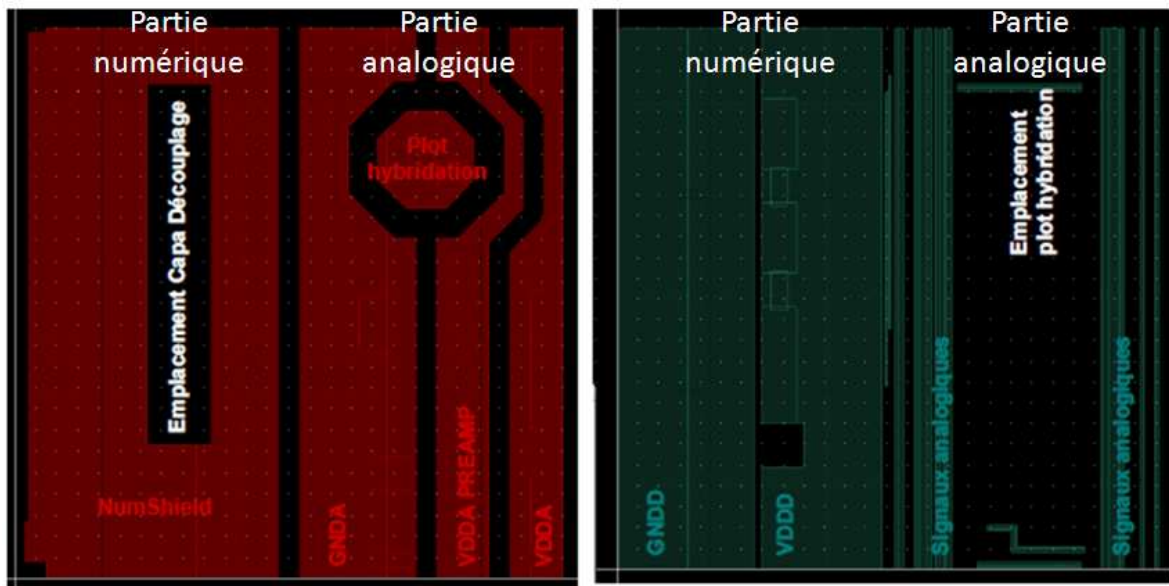 Partie
numérique
Partie
analogique
Emplacement Capa Découplage
Plot
hybridation
NumShield
GNDA
VDDA PREAMP
VDDA
Partie
numérique
Partie
analogique
Emplacement
plot hybridation
GNDD
VDDD
Signaux analogiques
Signaux analogiques